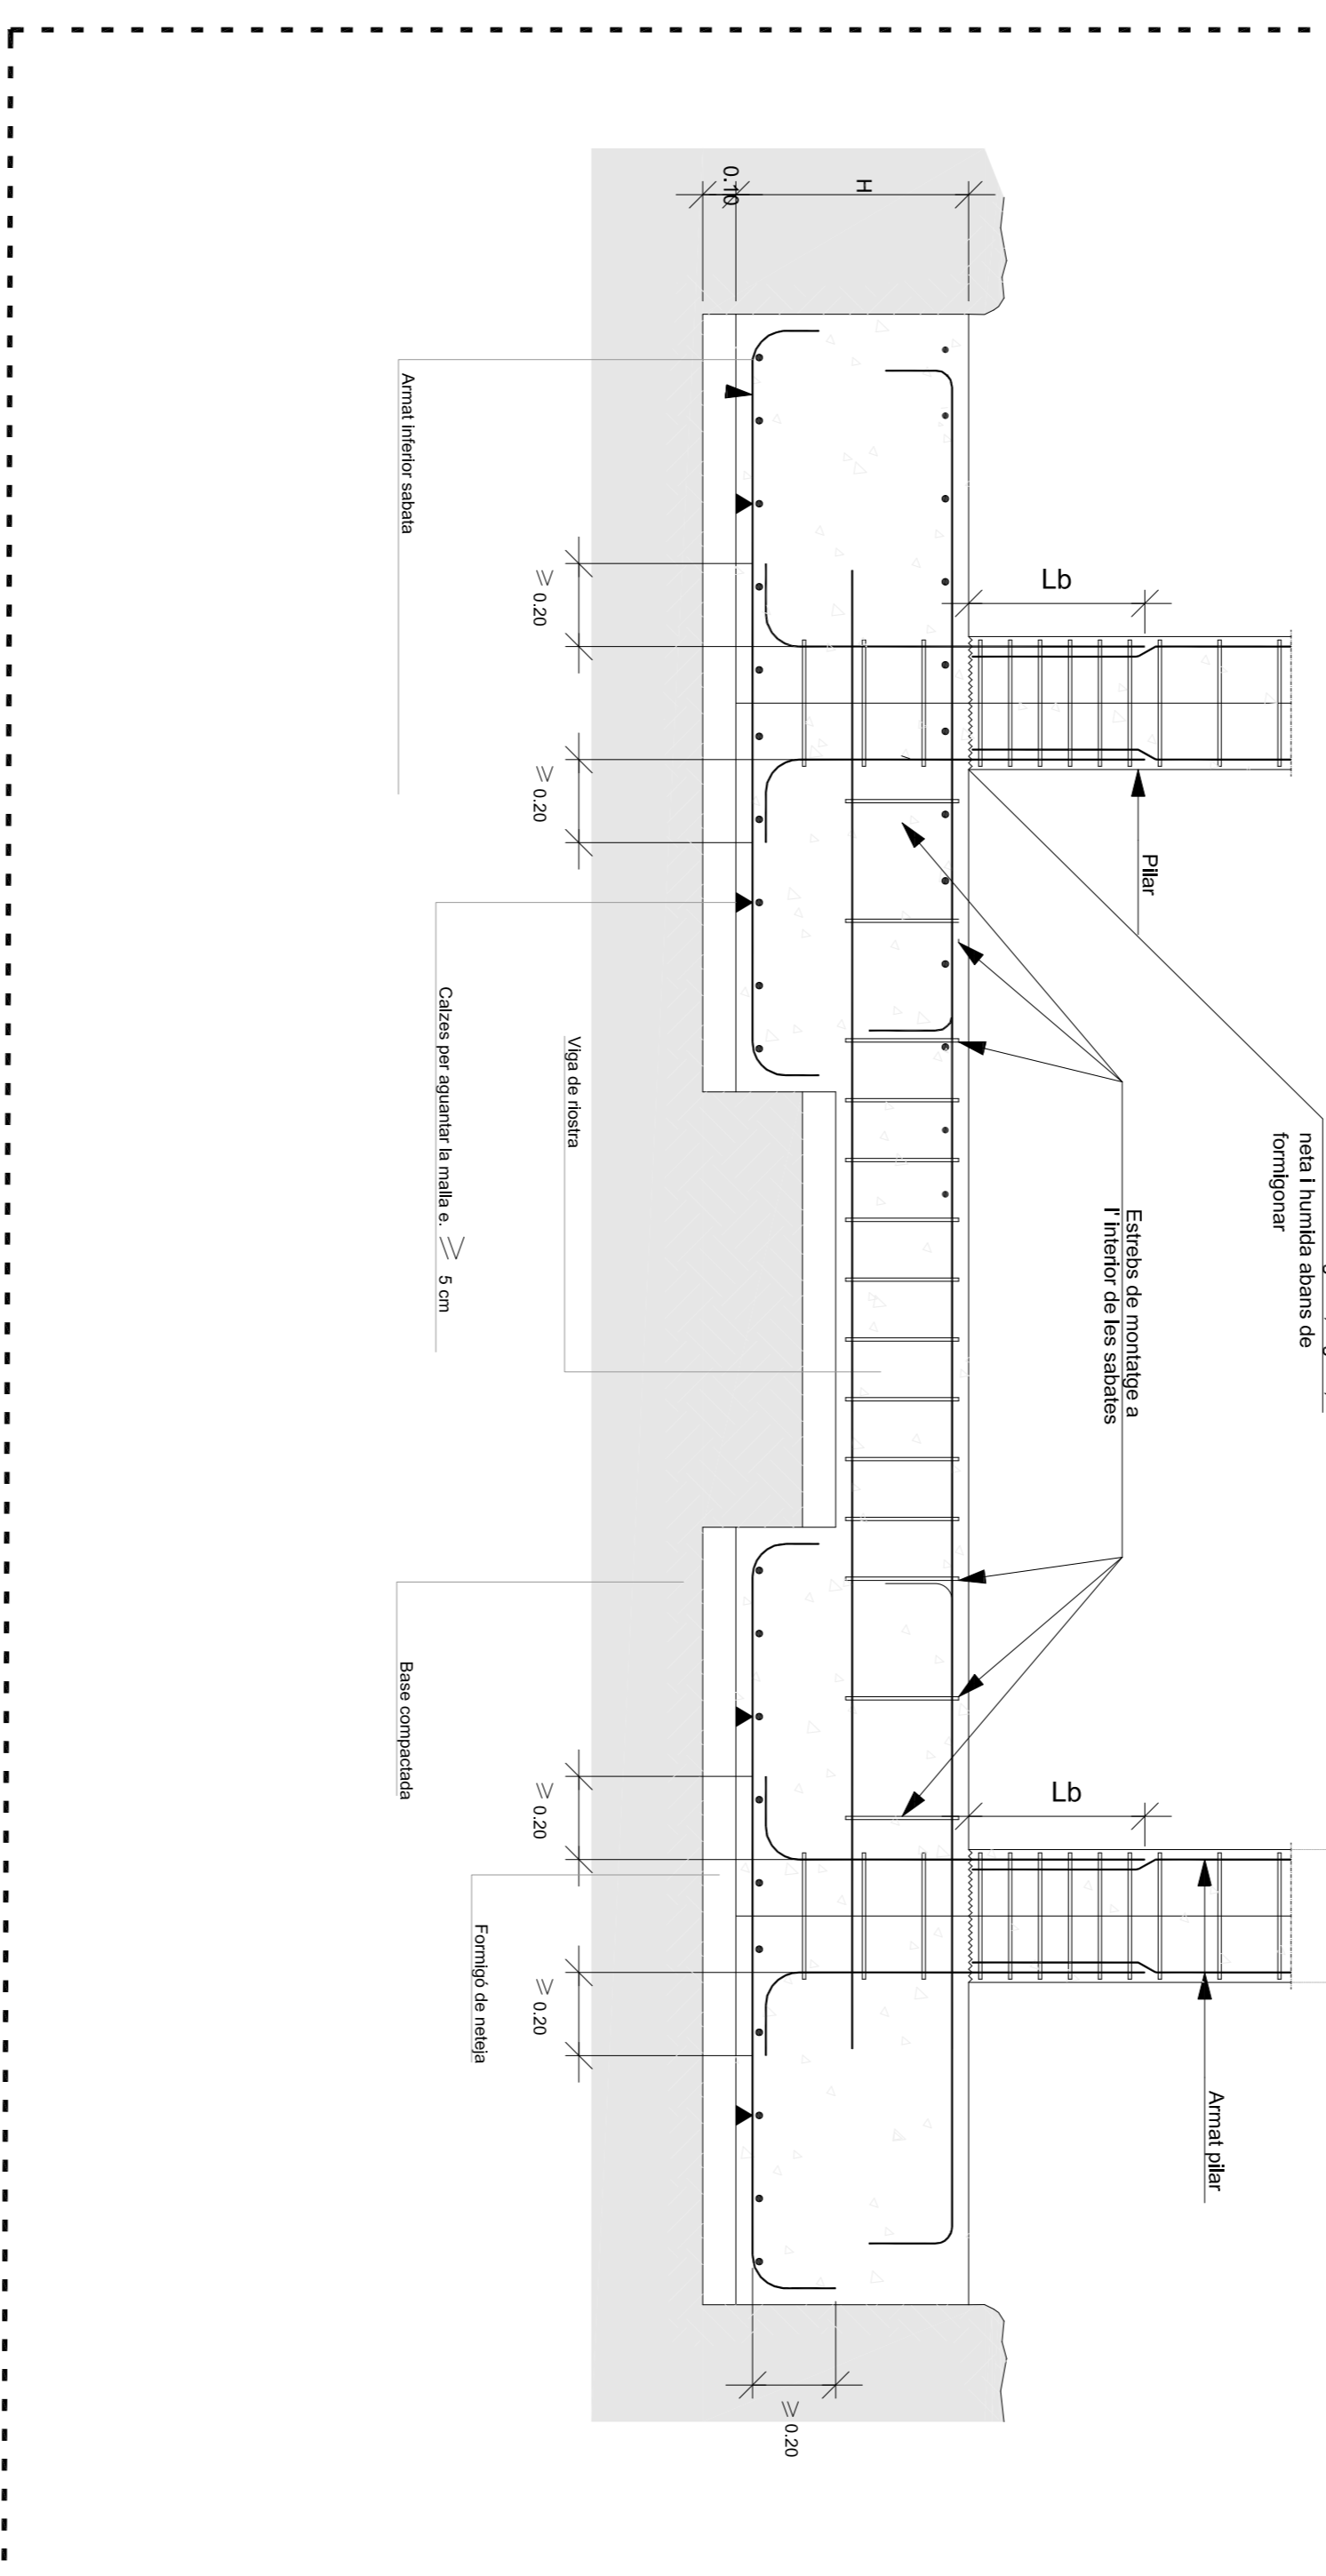 neta i humida abans de
formigonar
Estrebs de montatge a
l' interior de les sabates
Pilar
Armat pilar
Lb
Lb
H
0.10
≥ 0.20
≥ 0.20
≥ 0.20
≥ 0.20
≥ 0.20
Viga de riostra
Formigó de neteja
Calzes per aguantar la malla e. ≥ 5 cm
Armat inferior sabata
Base compactada